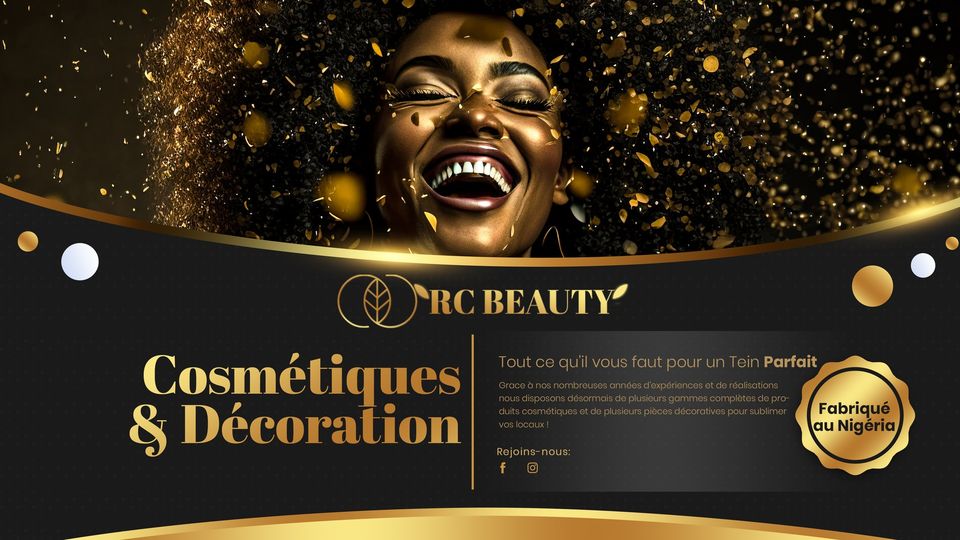 RC BEAUTY
Cosmétiques
& Décoration
Tout ce qu'il vous faut pour un Tein Parfait
Grace à nos nombreuses années d'expériences et de réalisations
nous disposons désormais de plusieurs gammes complètes de pro-
duits cosmétiques et de plusieurs pièces décoratives pour sublimer
vos locaux !
Rejoins-nous:
Fabriqué
au Nigéria